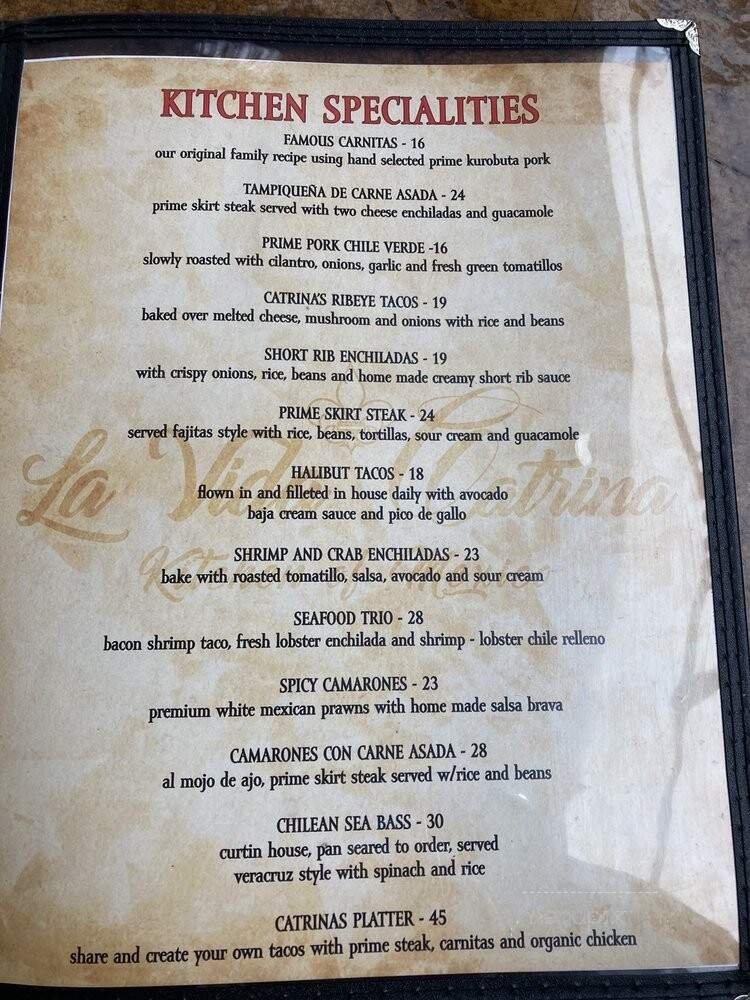 KITCHEN SPECIALITIES
FAMOUS CARNITAS - 16
our original family recipe using hand selected prime kurobuta pork
TAMPIQUEÑA DE CARNE ASADA - 24
prime skirt steak served with two cheese enchiladas and guacamole
PRIME PORK CHILE VERDE -16
slowly roasted with cilantro, onions, garlic and fresh green tomatillos
CATRINA'S RIBEYE TACOS - 19
baked over melted cheese, mushroom and onions with rice and beans
SHORT RIB ENCHILADAS - 19
with crispy onions, rice, beans and home made creamy short rib sauce
PRIME SKIRT STEAK - 24
served fajitas style with rice, beans, tortillas, sour cream and guacamole
La Vida Catrina
HALIBUT TACOS - 18
flown in and filleted in house daily with avocado
baja cream sauce and pico de gallo
SHRIMP AND CRAB ENCHILADAS - 23
Kitchen of Mexico
bake with roasted tomatillo, salsa, avocado and sour cream
SEAFOOD TRIO - 28
bacon shrimp taco, fresh lobster enchilada and shrimp - lobster chile relleno
SPICY CAMARONES - 23
premium white mexican prawns with home made salsa brava
CAMARONES CON CARNE ASADA - 28
al mojo de ajo, prime skirt steak served w/rice and beans
CHILEAN SEA BASS - 30
curtin house, pan seared to order, served
veracruz style with spinach and rice
CATRINAS PLATTER - 45
share and create your own tacos with prime steak, carnitas and organic chicken